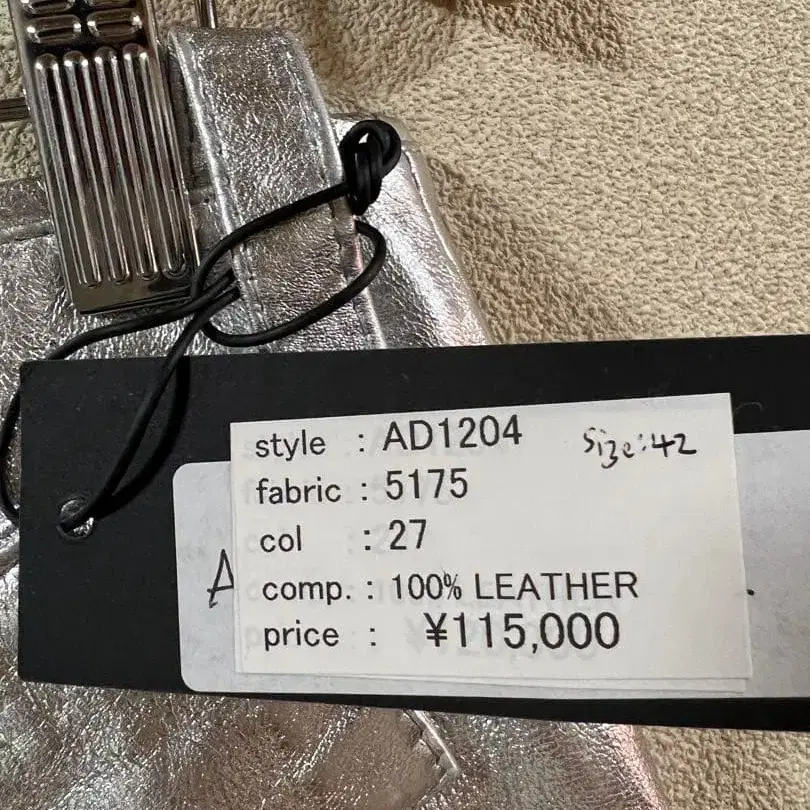 style : AD1204 Size:42
fabric : 5175
col : 27
comp. : 100% LEATHER
price : ¥115,000
A